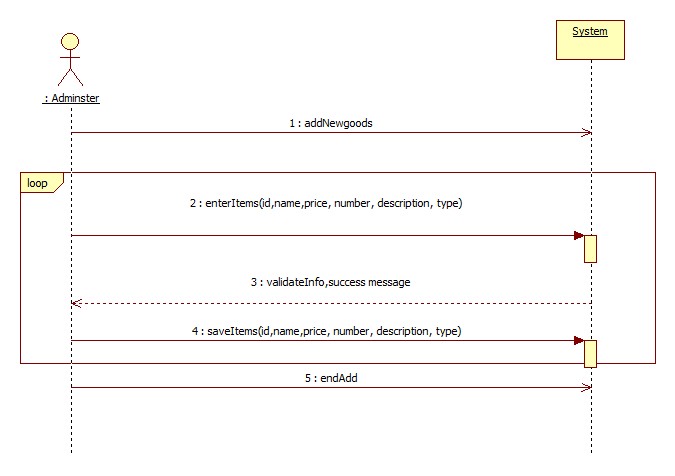 System
: Adminster
1 : addNewgoods
loop
2 : enterItems(id,name,price, number, description, type)
3 : validateInfo,success message
4 : saveItems(id,name,price, number, description, type)
5 : endAdd